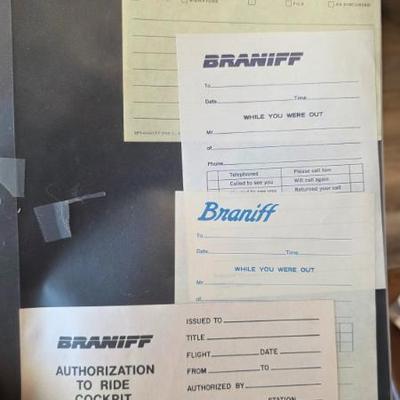 SIGNATURE
FILE
AS DISCUSSED
BRANIFF
To
Date Time
WHILE YOU WERE OUT
Mr.
of
Phone
Telephoned Please call him
Called to see you Will call again
Returned your call
Braniff
To
Date Time
WHILE YOU WERE OUT
Mr
of
BRANIFF
AUTHORIZATION
TO RIDE
COCKPIT
ISSUED TO
TITLE
FLIGHT DATE
FROM TO
AUTHORIZED BY
STATION